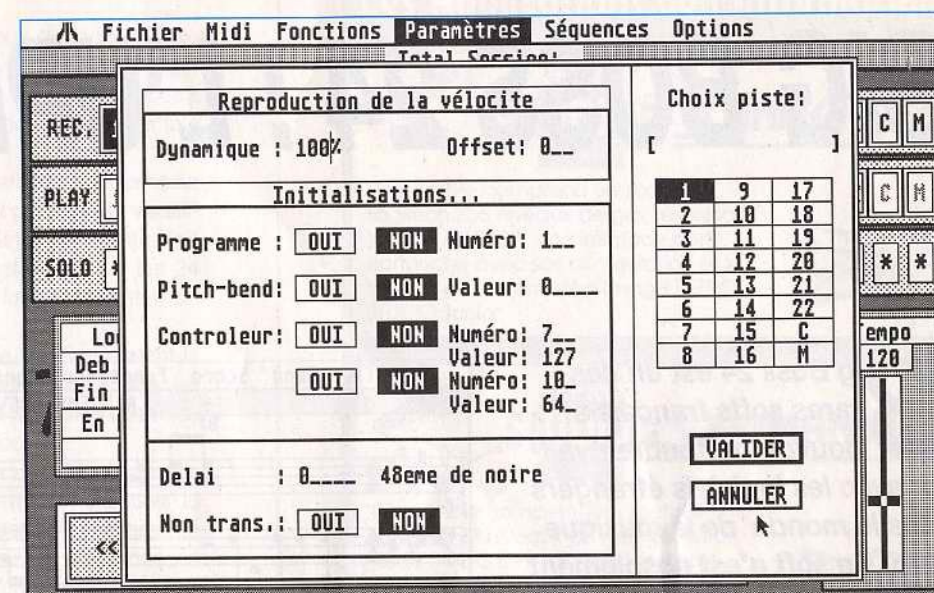 Fichier Midi Fonctions Paramètres Séquences Options
Total Session:
Reproduction de la vélocite
Dynamique : 100% Offset: 0__
Initialisations...
Programme : OUI NON Numéro: 1__
Pitch-bend: OUI NON Valeur: 0____
Controleur: OUI NON Numéro: 7__
Valeur: 127
OUI NON Numéro: 10_
Valeur: 64_
Delai : 0____ 48eme de noire
Non trans.: OUI NON
Choix piste:
[ ]
1 9 17
2 10 18
3 11 19
4 12 20
5 13 21
6 14 22
7 15 C
8 16 M
VALIDER
ANNULER
REC.
PLAY
SOLO *
C M
C M
* *
Deb
Fin
En
<<
120